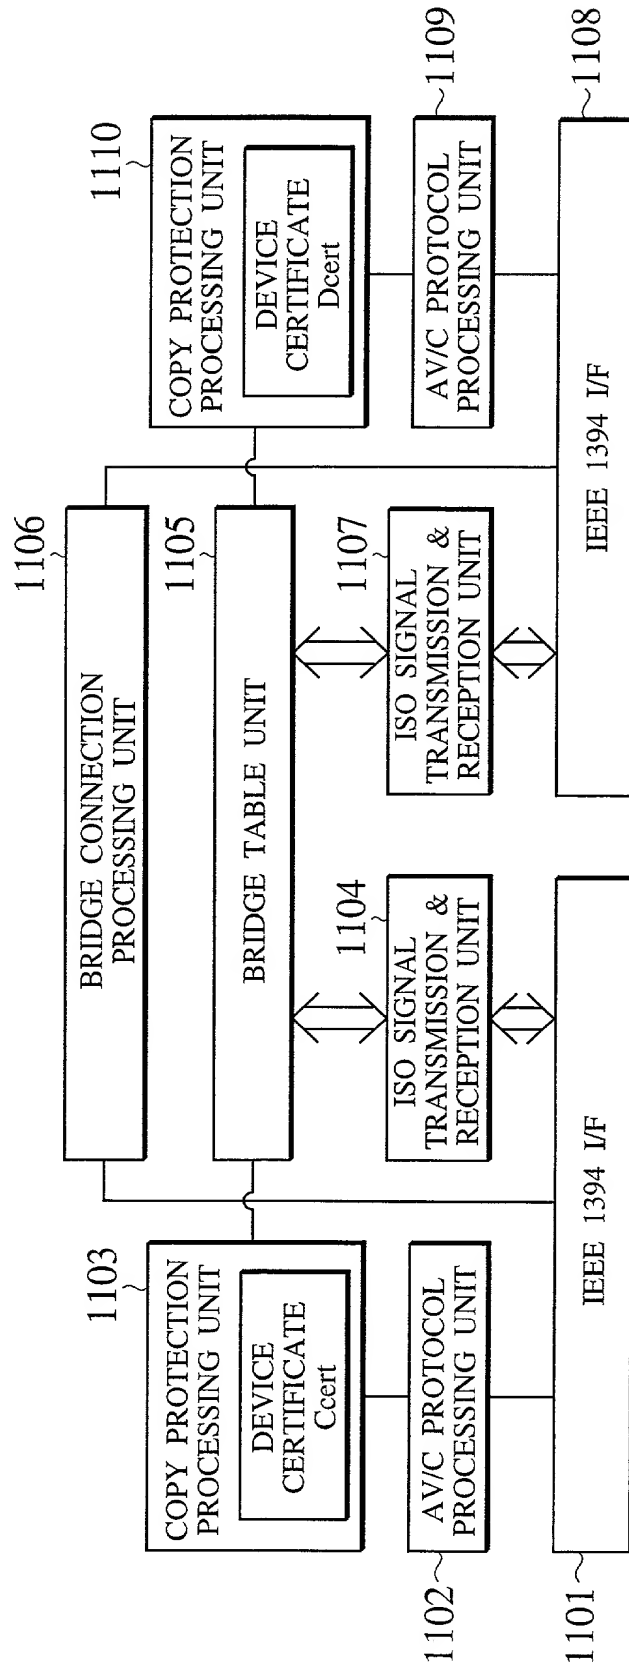 1106
BRIDGE CONNECTION
PROCESSING UNIT
1103
COPY PROTECTION
PROCESSING UNIT
DEVICE
CERTIFICATE
Ccert
1105
BRIDGE TABLE UNIT
1110
COPY PROTECTION
PROCESSING UNIT
DEVICE
CERTIFICATE
Dcert
1102
AV/C PROTOCOL
PROCESSING UNIT
1104
ISO SIGNAL
TRANSMISSION &
RECEPTION UNIT
1107
ISO SIGNAL
TRANSMISSION &
RECEPTION UNIT
1109
AV/C PROTOCOL
PROCESSING UNIT
1101
IEEE 1394 I/F
1108
IEEE 1394 I/F